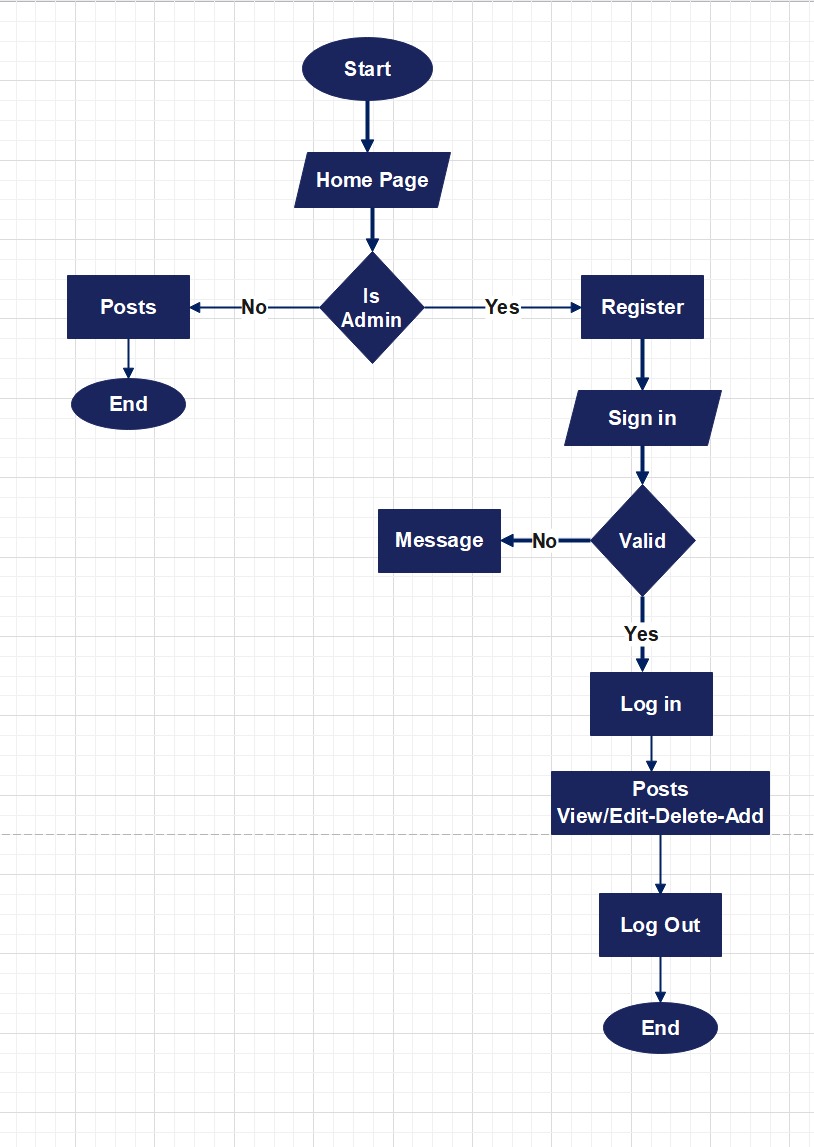 Start
Home Page
Is
Admin
No
Yes
Posts
Register
End
Sign in
Valid
No
Message
Yes
Log in
Posts
View/Edit-Delete-Add
Log Out
End